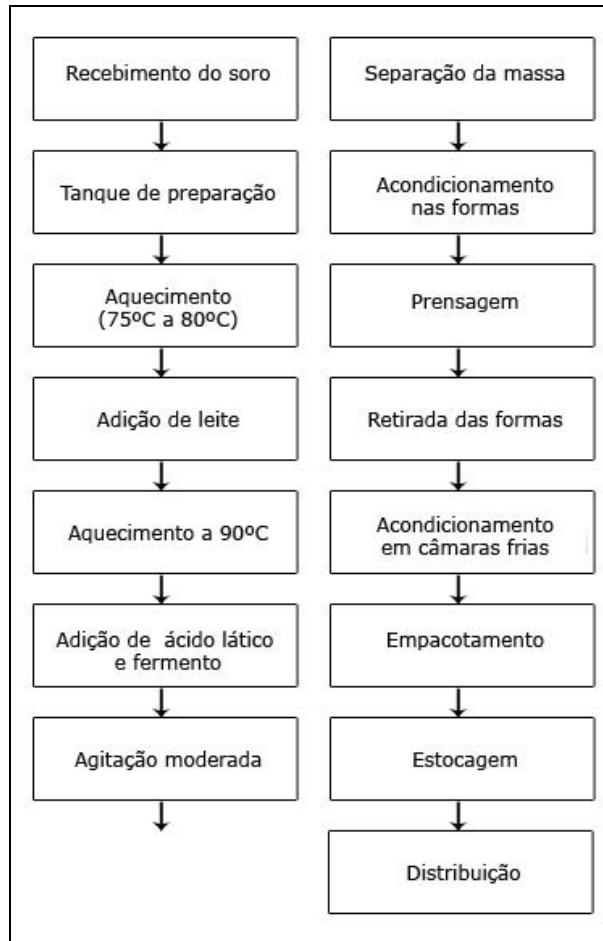 Recebimento do soro
Tanque de preparação
Aquecimento
(75ºC a 80ºC)
Adição de leite
Aquecimento a 90ºC
Adição de ácido lático
e fermento
Agitação moderada
Separação da massa
Acondicionamento
nas formas
Prensagem
Retirada das formas
Acondicionamento
em câmaras frias
Empacotamento
Estocagem
Distribuição